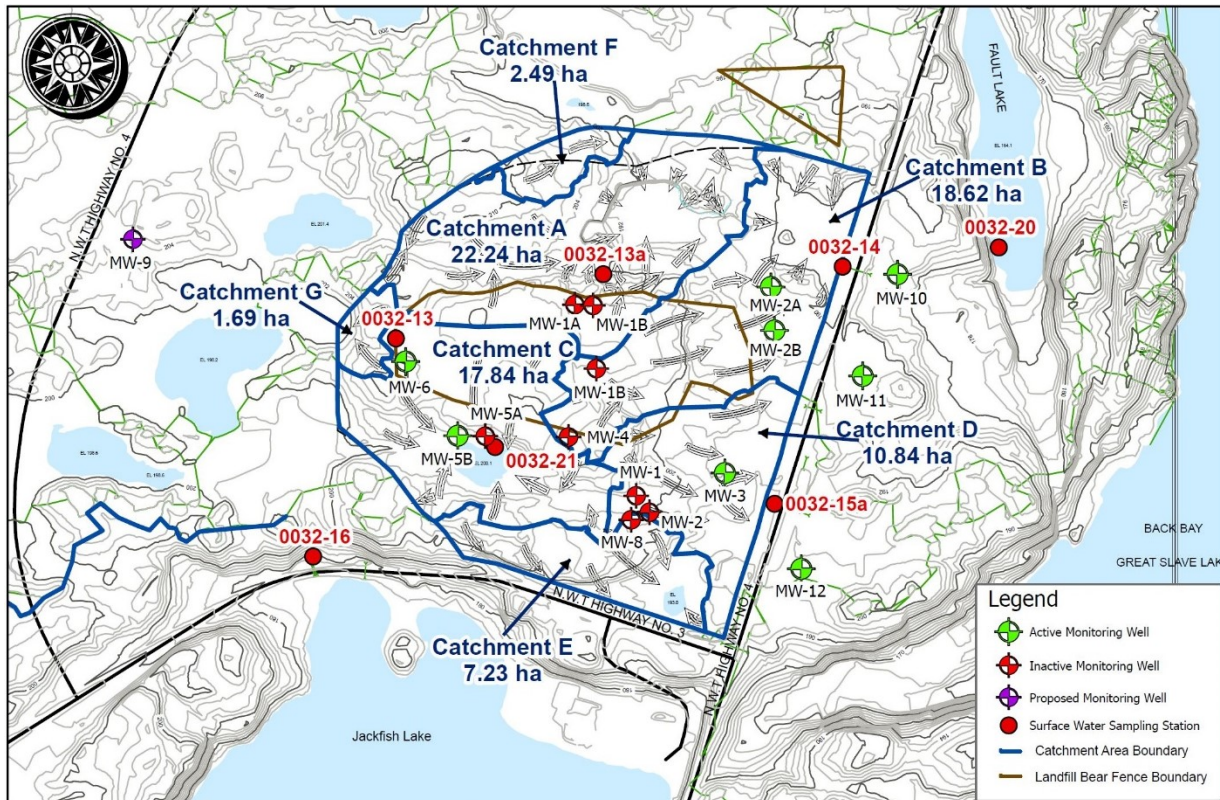 Catchment F
2.49 ha
FAULT LAKE
N.W.T HIGHWAY NO. 4
Catchment B
18.62 ha
Catchment A
22.24 ha
0032-13a
0032-14
0032-20
MW-9
EL 201.4
MW-10
MW-2A
Catchment G
1.69 ha
0032-13
MW-1A
MW-1B
MW-2B
Catchment C
17.84 ha
MW-6
MW-1B
MW-11
MW-5A
MW-4
Catchment D
10.84 ha
MW-5B
0032-21
MW-1
MW-3
0032-15a
MW-2
MW-8
0032-16
MW-12
BACK BAY
GREAT SLAVE LAK
N.W.T HIGHWAY NO. 3
N.W.T HIGHWAY NO. 4
Catchment E
7.23 ha
Jackfish Lake
Legend
Active Monitoring Well
Inactive Monitoring Well
Proposed Monitoring Well
Surface Water Sampling Station
Catchment Area Boundary
Landfill Bear Fence Boundary